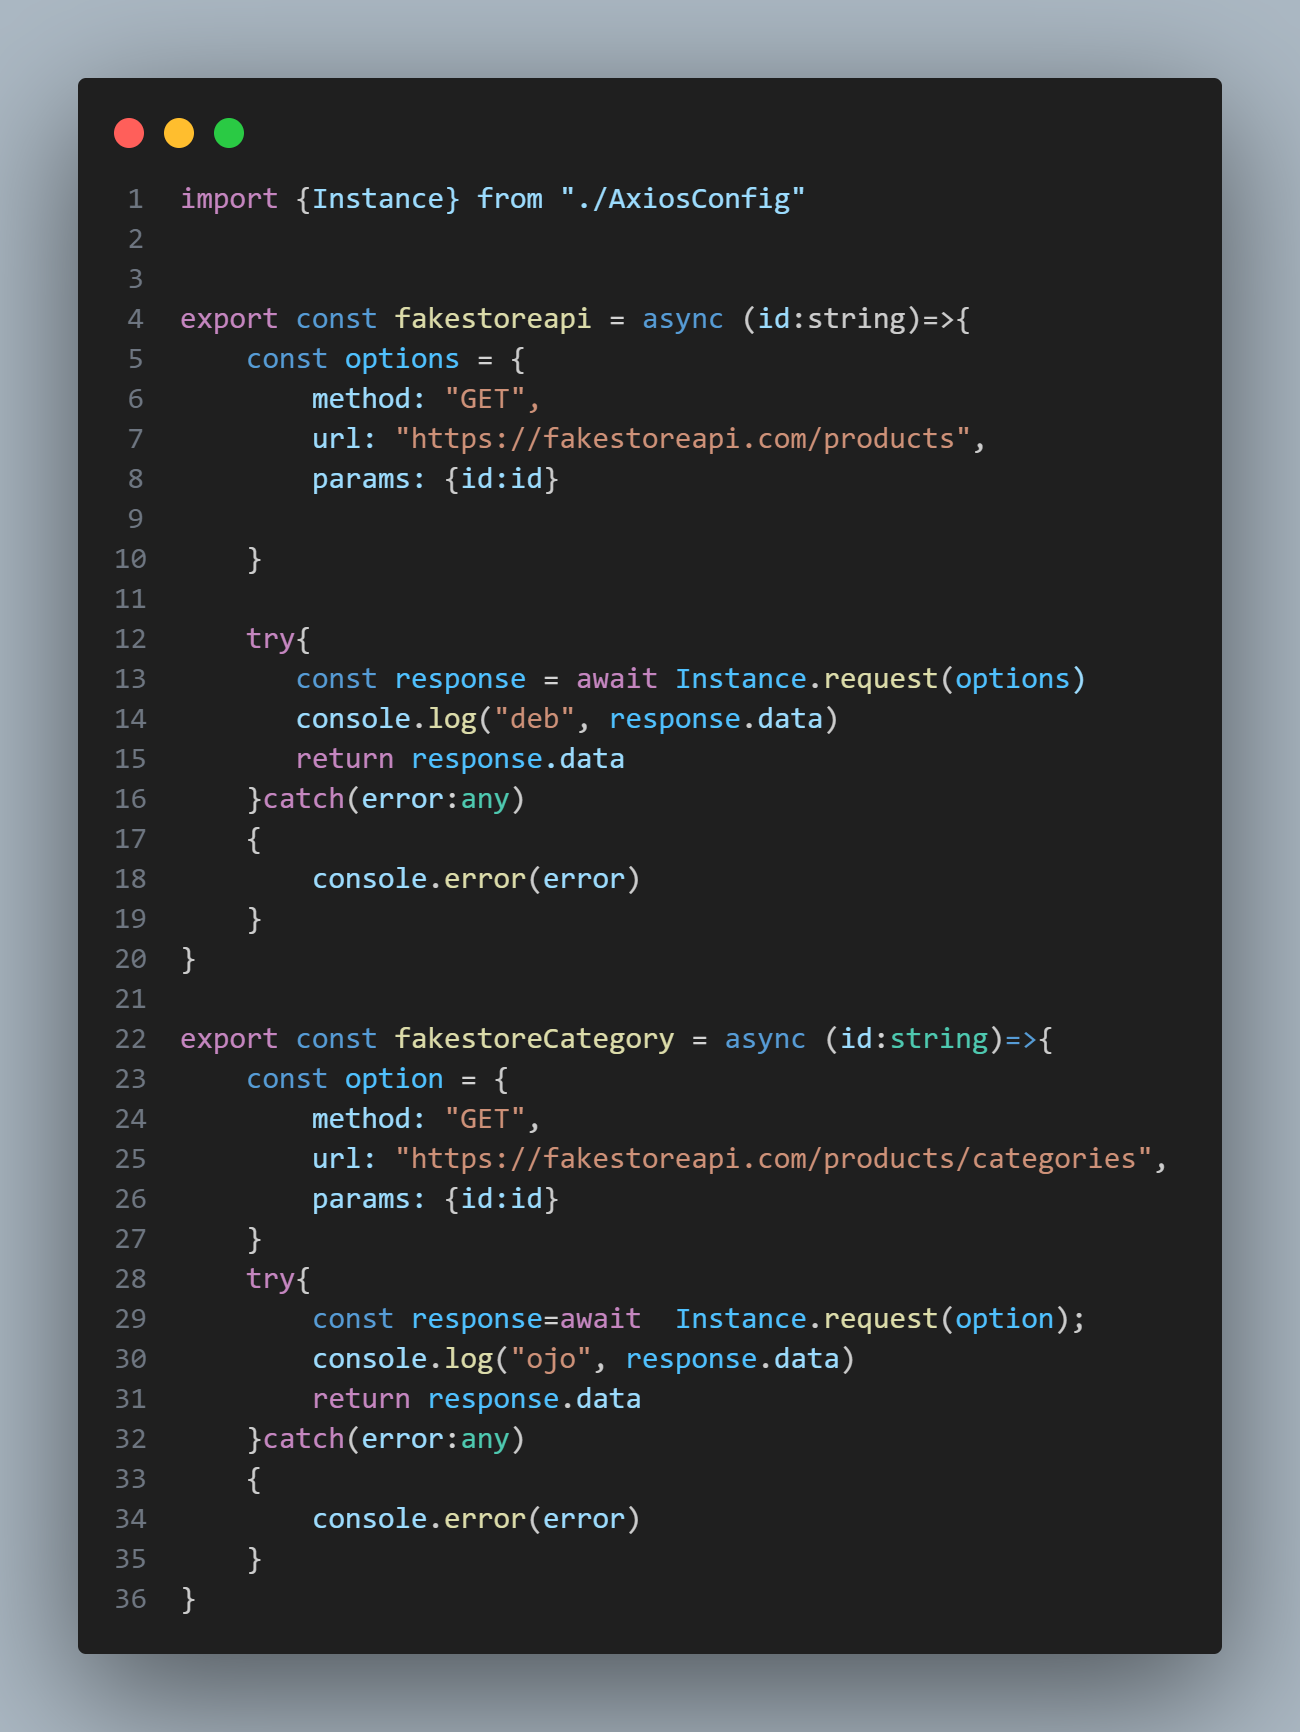 1 import {Instance} from "./AxiosConfig"
2
3
4 export const fakestoreapi = async (id:string)=>{
5     const options = {
6         method: "GET",
7         url: "https://fakestoreapi.com/products",
8         params: {id:id}
9
10     }
11
12     try{
13        const response = await Instance.request(options)
14        console.log("deb", response.data)
15        return response.data
16     }catch(error:any)
17     {
18         console.error(error)
19     }
20 }
21
22 export const fakestoreCategory = async (id:string)=>{
23     const option = {
24         method: "GET",
25         url: "https://fakestoreapi.com/products/categories",
26         params: {id:id}
27     }
28     try{
29         const response=await  Instance.request(option);
30         console.log("ojo", response.data)
31         return response.data
32     }catch(error:any)
33     {
34         console.error(error)
35     }
36 }